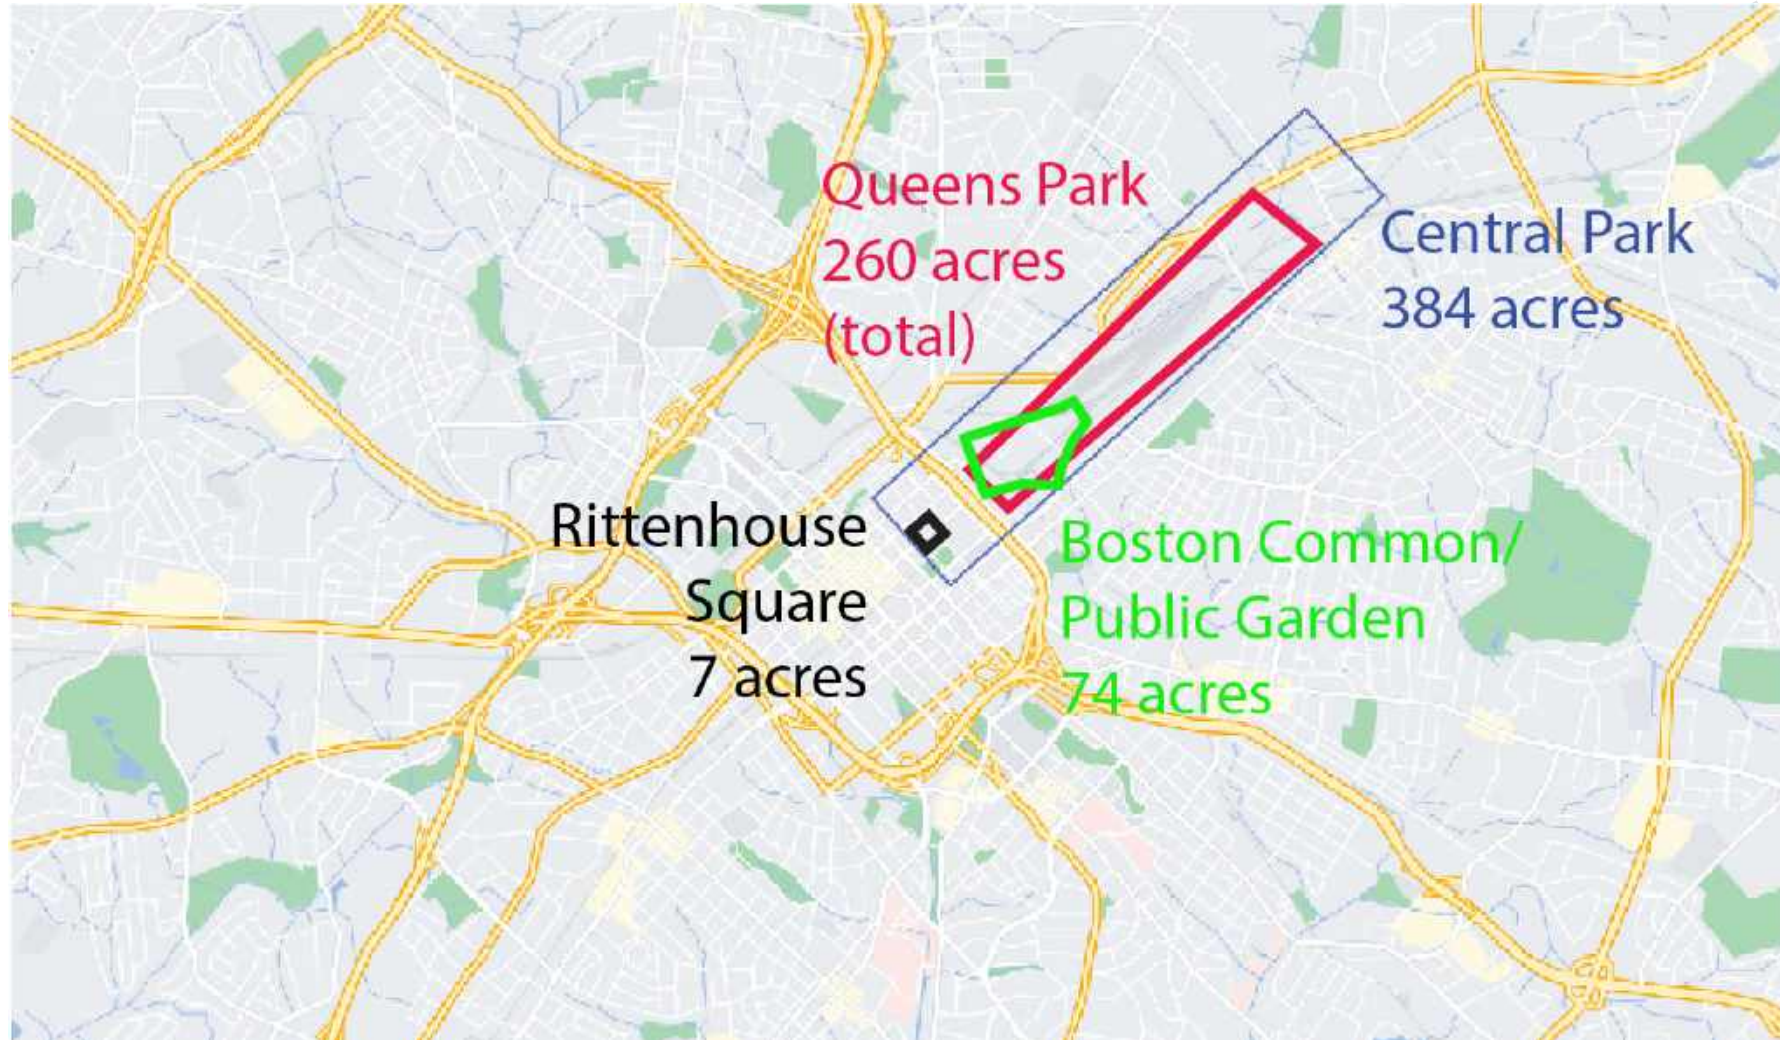 Queens Park
260 acres
(total)
Central Park
384 acres
Rittenhouse
Square
7 acres
Boston Common/
Public Garden
74 acres